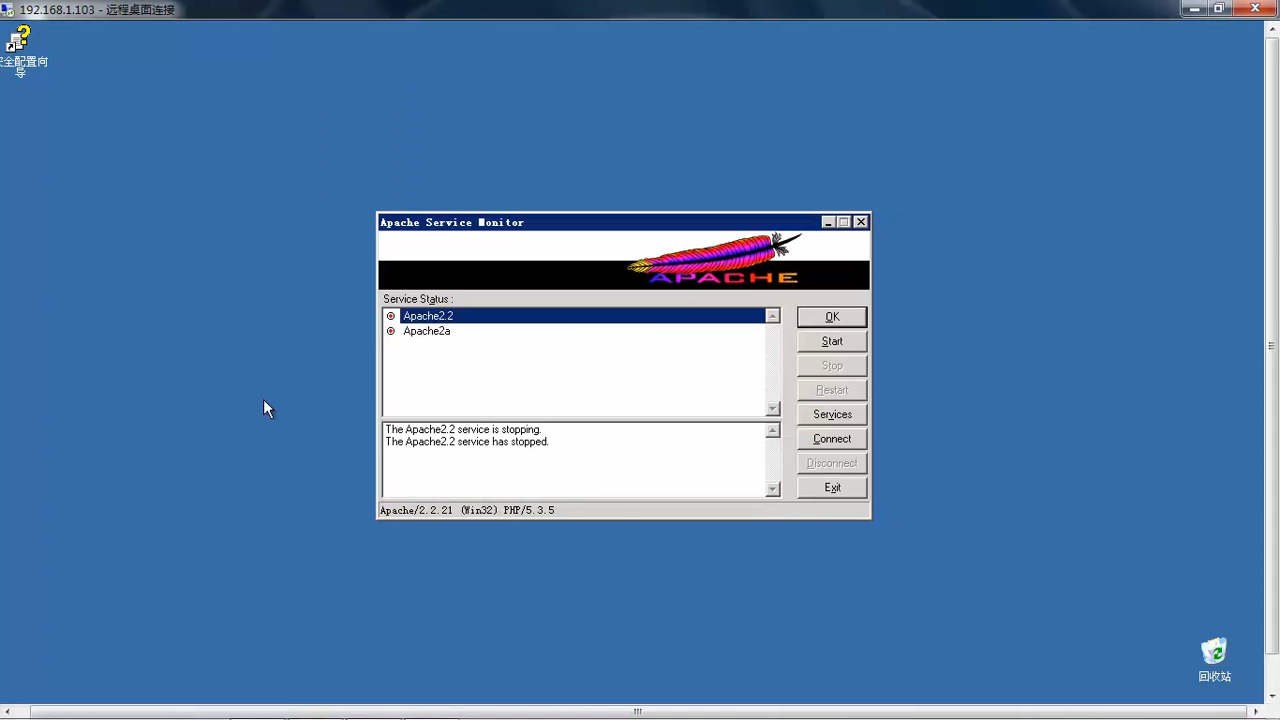 192.168.1.103 - 远程桌面连接
安全配置向
导
Apache Service Monitor
APACHE
Service Status :
Apache2.2
Apache2a
OK
Start
Stop
Restart
Services
Connect
Disconnect
Exit
The Apache2.2 service is stopping.
The Apache2.2 service has stopped.
Apache/2.2.21 (Win32) PHP/5.3.5
回收站